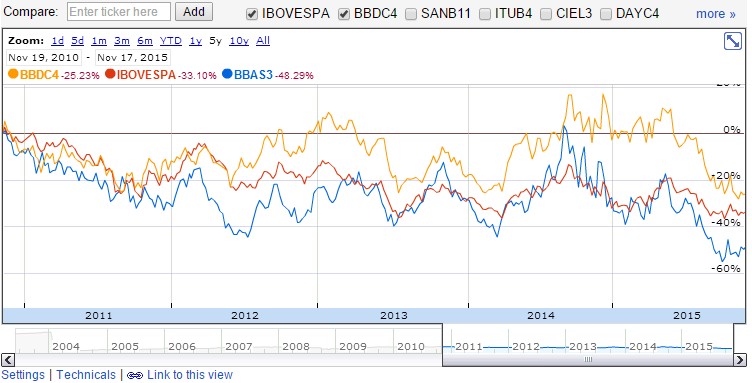 Compare: Enter ticker here Add IBOVESPA BBDC4 SANB11 ITUB4 CIEL3 DAYC4 more »
Zoom: 1d 5d 1m 3m 6m YTD 1y 5y 10y All
Nov 19, 2010 - Nov 17, 2015
BBDC4 -25.23% IBOVESPA -33.10% BBAS3 -48.29%
20%
0%
-20%
-40%
-60%
2011 2012 2013 2014 2015
2004 2005 2006 2007 2008 2009 2010 2011 2012 2013 2014 2015
Settings | Technicals | Link to this view